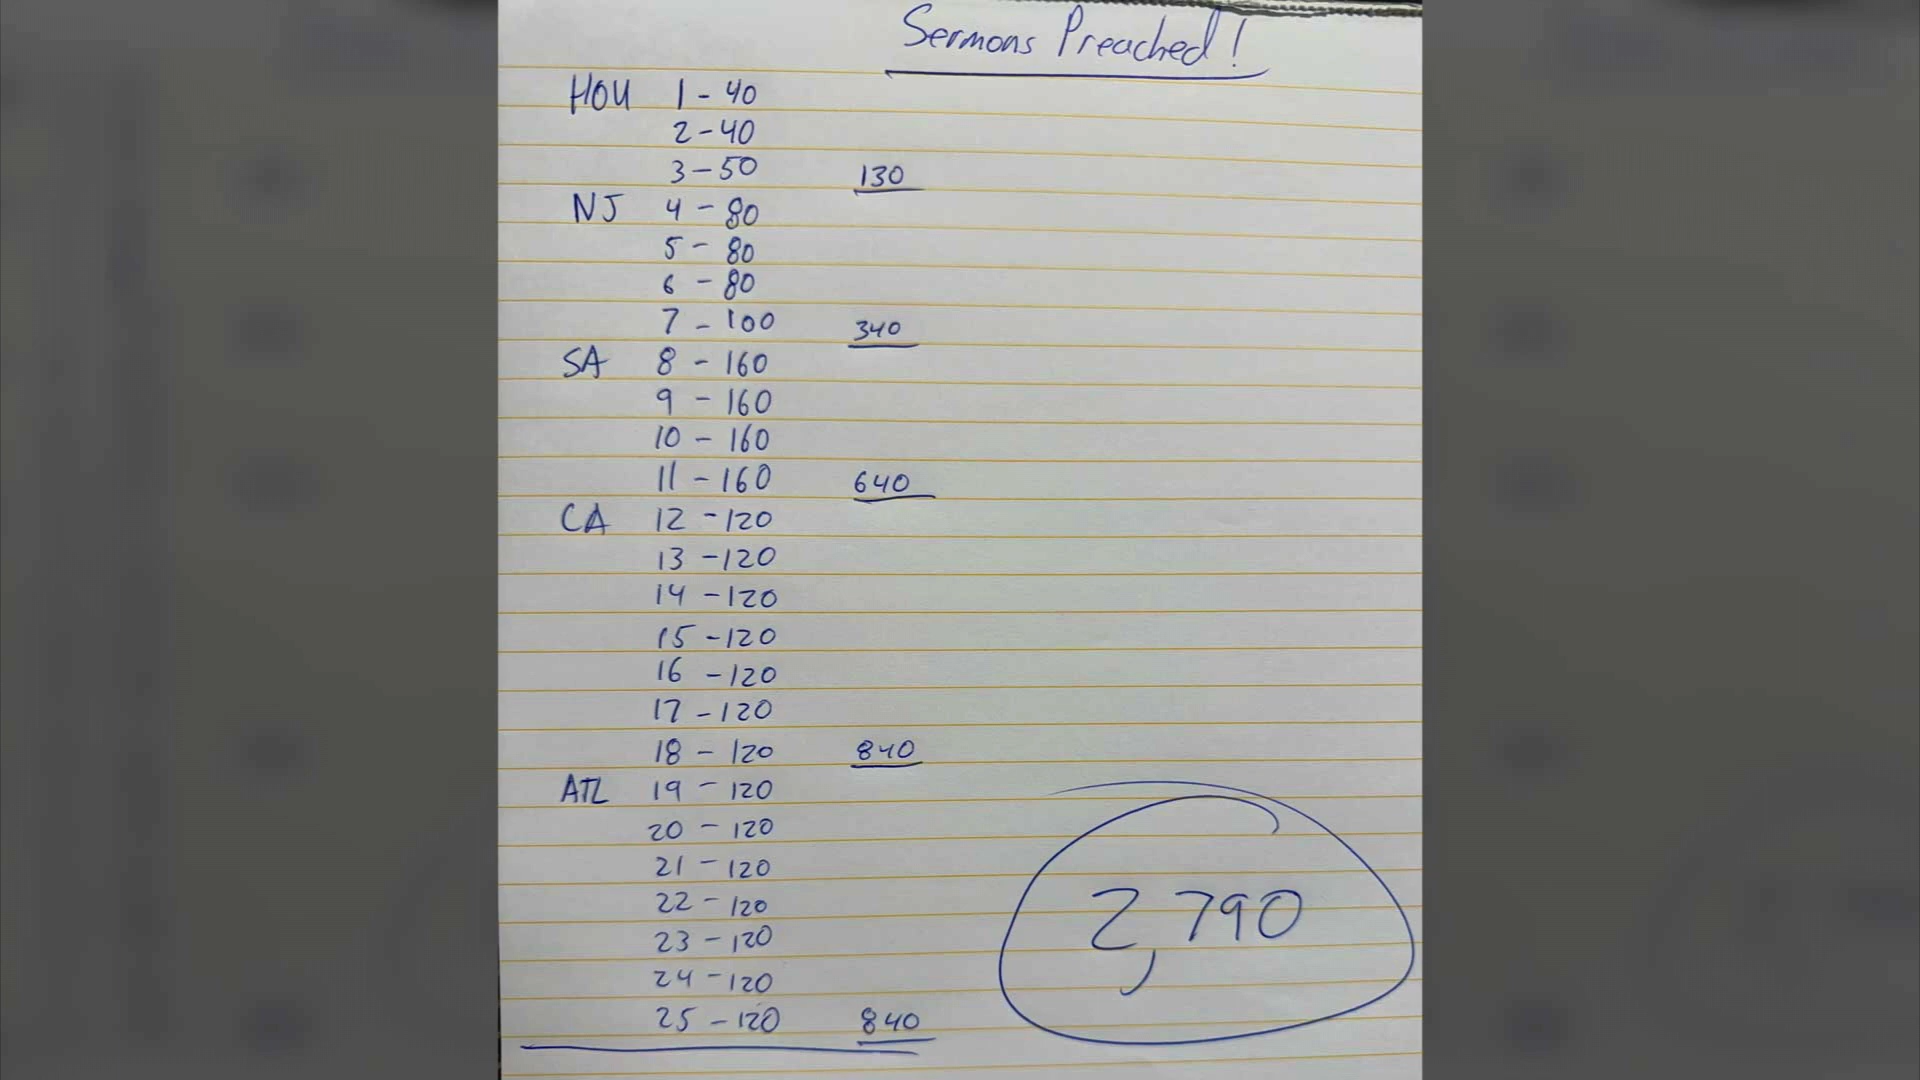 Sermons Preached!
HOU 1 - 40
2 - 40
3 - 50 130
NJ 4 - 80
5 - 80
6 - 80
7 - 100 340
SA 8 - 160
9 - 160
10 - 160
11 - 160 640
CA 12 - 120
13 - 120
14 - 120
15 - 120
16 - 120
17 - 120
18 - 120 840
ATL 19 - 120
20 - 120
21 - 120
22 - 120
23 - 120
24 - 120
25 - 120 840
2,790